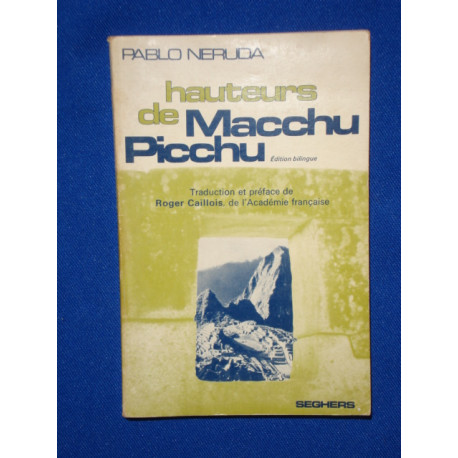 PABLO NERUDA
hauteurs
de Macchu
Picchu Édition bilingue
Traduction et préface de
Roger Caillois, de l'Académie française
SEGHERS